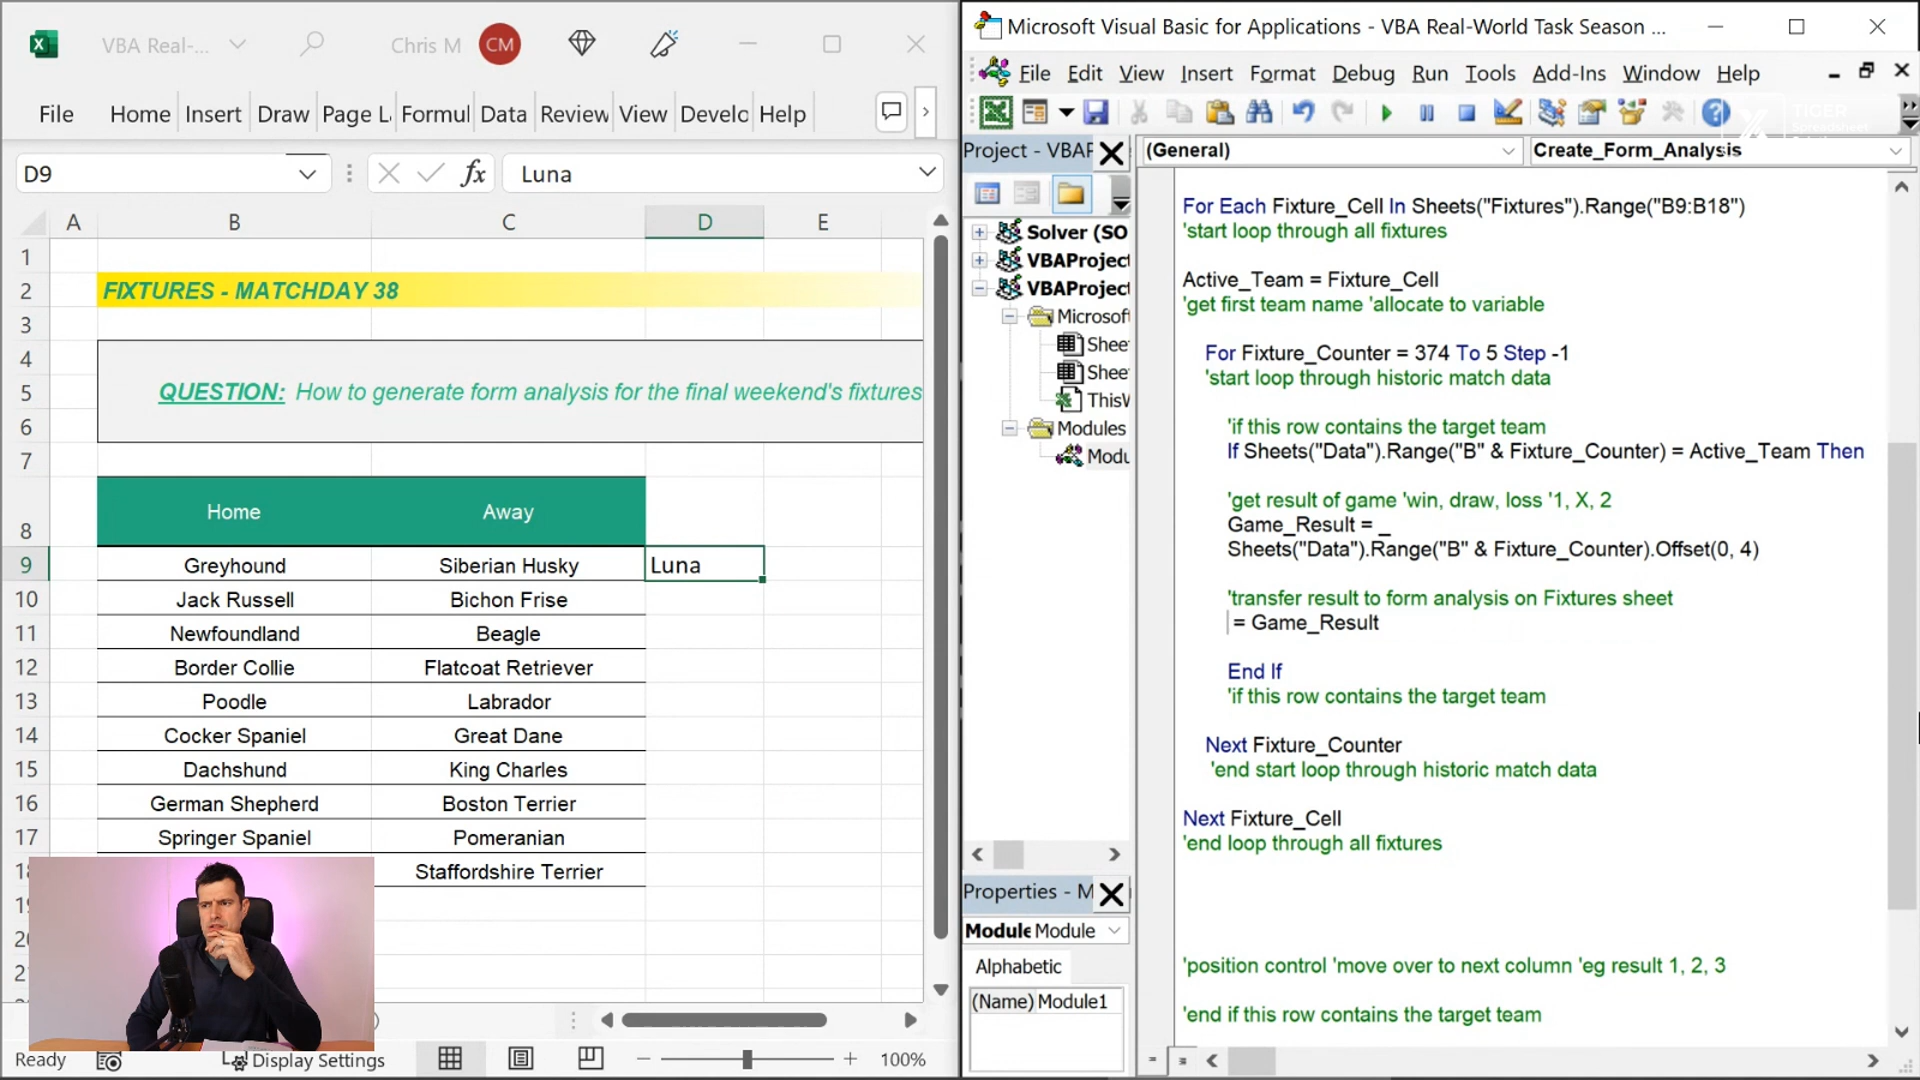 VBA Real-...
Chris M
CM
File Home Insert Draw Page L Formul Data Review View Develo Help
D9
fx
Luna
A B C D E
1
2 FIXTURES - MATCHDAY 38
3
4
5 QUESTION: How to generate form analysis for the final weekend's fixtures
6
7
8 Home Away
9 Greyhound Siberian Husky Luna
10 Jack Russell Bichon Frise
11 Newfoundland Beagle
12 Border Collie Flatcoat Retriever
13 Poodle Labrador
14 Cocker Spaniel Great Dane
15 Dachshund King Charles
16 German Shepherd Boston Terrier
17 Springer Spaniel Pomeranian
Staffordshire Terrier
Ready Display Settings 100%
Microsoft Visual Basic for Applications - VBA Real-World Task Season ...
File Edit View Insert Format Debug Run Tools Add-Ins Window Help
TIGER
Project - VBAP
(General) Create_Form_Analysis
Solver (SO
VBAProject
VBAProject
Microsoft
Shee
Shee
ThisW
Modules
Modu
Properties - M
Module Module
Alphabetic
(Name) Module1
For Each Fixture_Cell In Sheets("Fixtures").Range("B9:B18")
'start loop through all fixtures
Active_Team = Fixture_Cell
'get first team name 'allocate to variable
For Fixture_Counter = 374 To 5 Step -1
'start loop through historic match data
'if this row contains the target team
If Sheets("Data").Range("B" & Fixture_Counter) = Active_Team Then
'get result of game 'win, draw, loss '1, X, 2
Game_Result = _
Sheets("Data").Range("B" & Fixture_Counter).Offset(0, 4)
'transfer result to form analysis on Fixtures sheet
= Game_Result
End If
'if this row contains the target team
Next Fixture_Counter
'end start loop through historic match data
Next Fixture_Cell
'end loop through all fixtures
'position control 'move over to next column 'eg result 1, 2, 3
'end if this row contains the target team